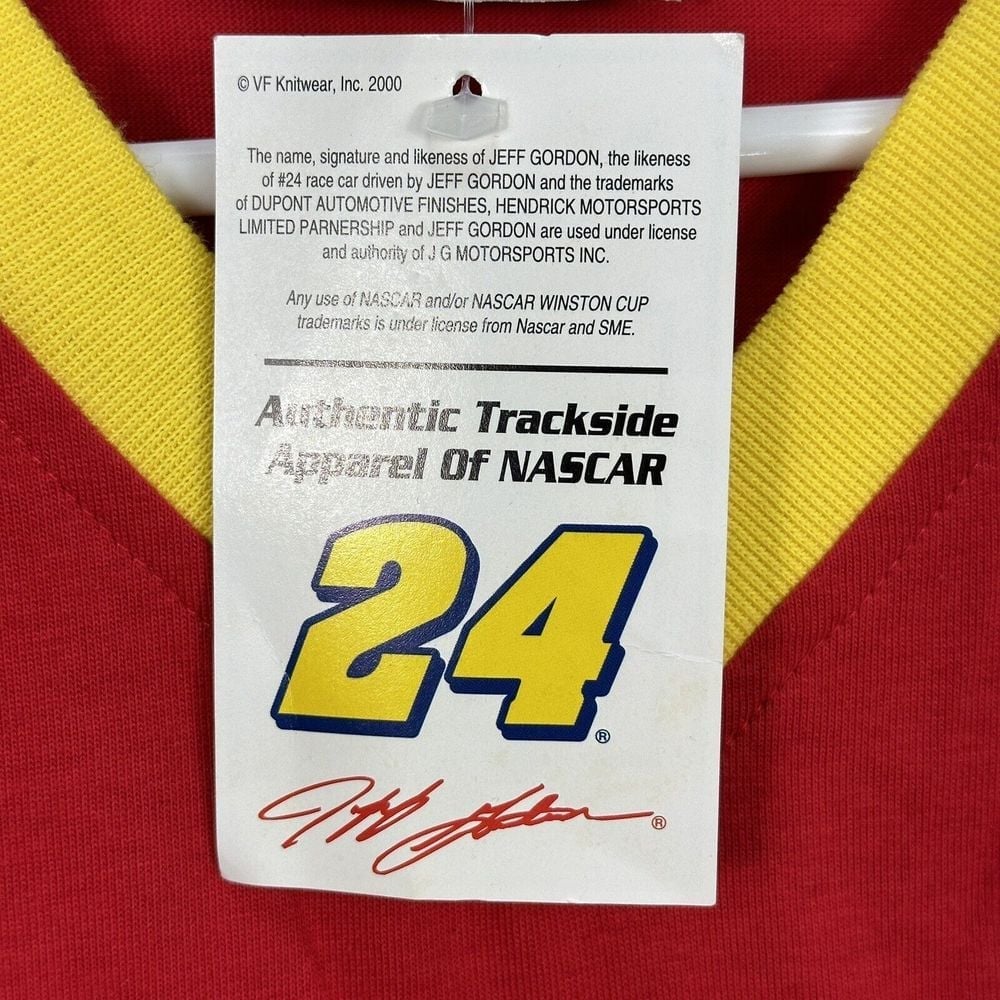 © VF Knitwear, Inc. 2000
The name, signature and likeness of JEFF GORDON, the likeness
of #24 race car driven by JEFF GORDON and the trademarks
of DUPONT AUTOMOTIVE FINISHES, HENDRICK MOTORSPORTS
LIMITED PARNERSHIP and JEFF GORDON are used under license
and authority of J G MOTORSPORTS INC.
Any use of NASCAR and/or NASCAR WINSTON CUP
trademarks is under license from Nascar and SME.
Authentic Trackside
Apparel Of NASCAR
24®
Jeff Gordon®